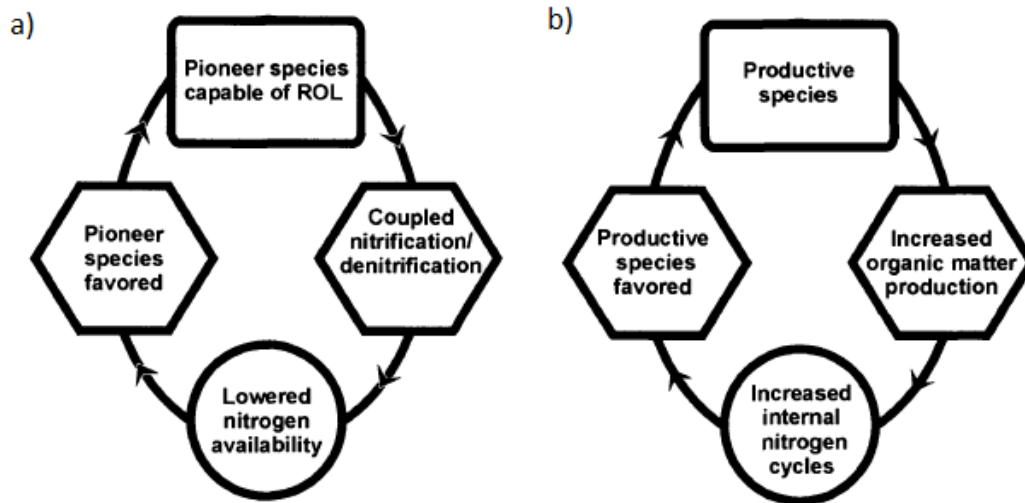 a)
Pioneer species
capable of ROL
Coupled
nitrification/
denitrification
Lowered
nitrogen
availability
Pioneer
species
favored
b)
Productive
species
Increased
organic matter
production
Increased
internal
nitrogen
cycles
Productive
species
favored